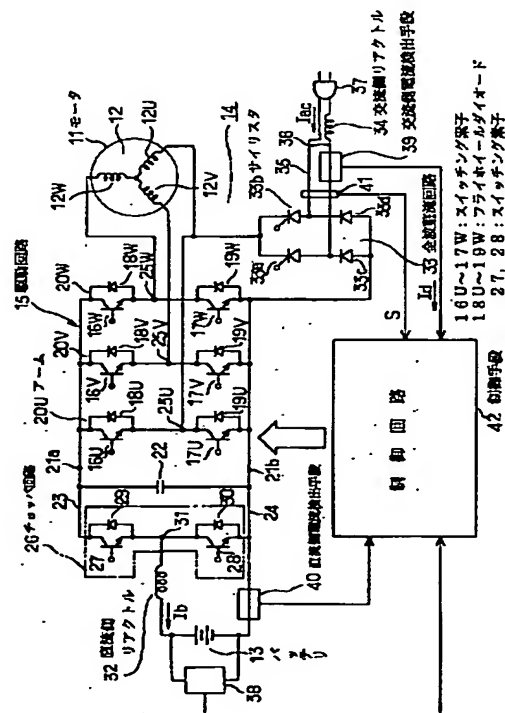 11 モータ
12
12U
12W
12V
14
15 駆動回路
20W
18W
25W
16W
19W
17W
20V
18V
25V
16V
19V
17V
20U アーム
18U
25U
16U
19U
17U
21a
21b
22
23
24
26 チョッパ回路
27
29
28
30
31
32 直流側
リアクトル
Ib
13
バッテリ
38
40 直流側電流検出手段
制御回路
42 制御手段
33a
33b サイリスタ
33c
33d
33 全波整流回路
35
38
Iac
37
34 交流側リアクトル
39 交流側電流検出手段
41
S
Id
16U～17W:スイッチング素子
18U～19W:フライホイールダイオード
27, 28:スイッチング素子